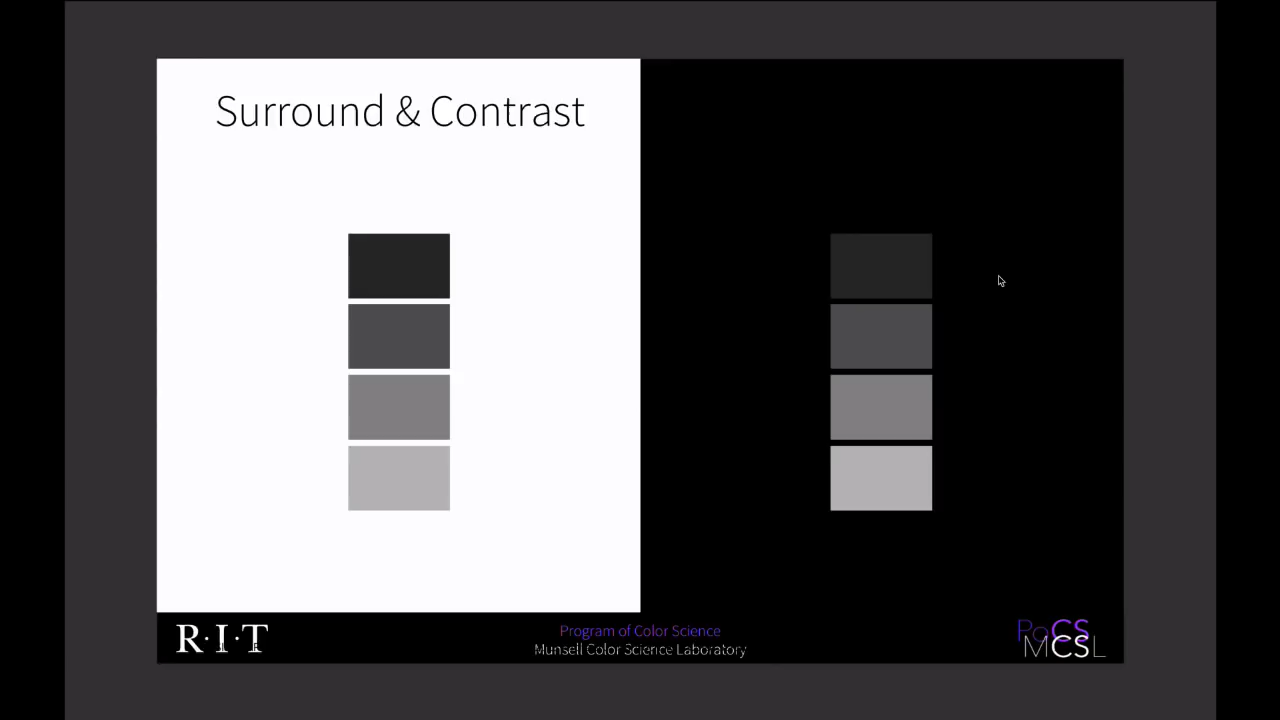 Surround & Contrast
R·I·T
Program of Color Science
Munsell Color Science Laboratory
PoCS
MCSL